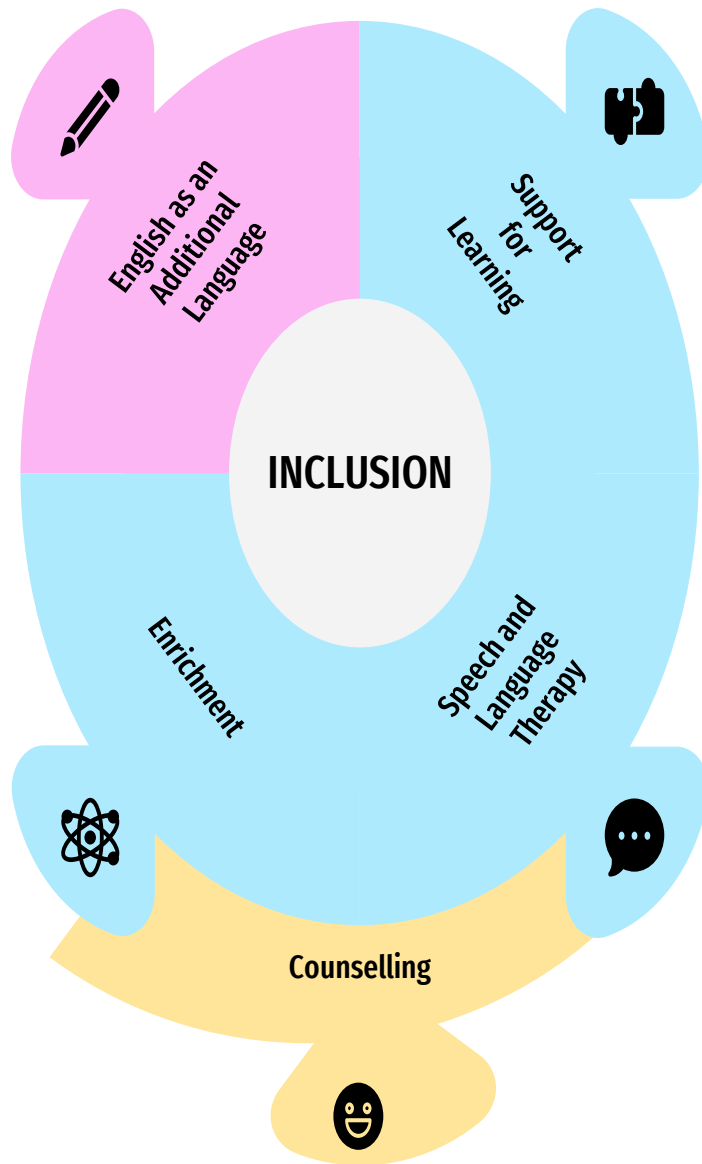 English as an
Additional
Language
Support
for
Learning
INCLUSION
Enrichment
Speech and
Language
Therapy
Counselling